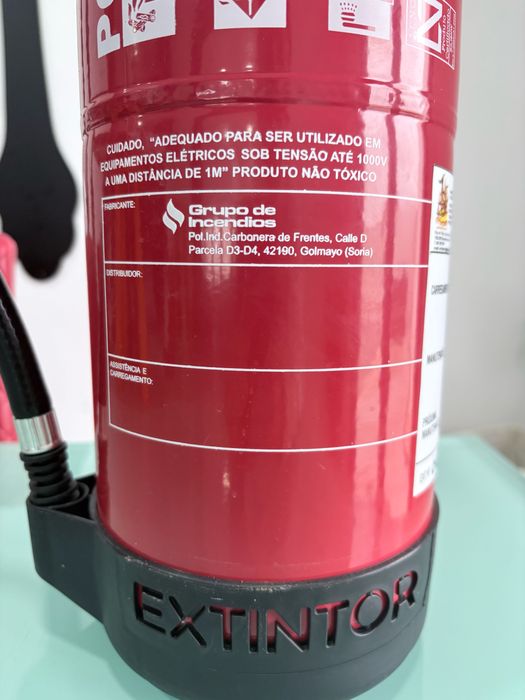 PÓ
CUIDADO, "ADEQUADO PARA SER UTILIZADO EM
EQUIPAMENTOS ELÉTRICOS SOB TENSÃO ATÉ 1000V
A UMA DISTÂNCIA DE 1M" PRODUTO NÃO TÓXICO
FABRICANTE:
Grupo de
Incendios
Pol.Ind.Carbonera de Frentes, Calle D
Parcela D3-D4, 42190, Golmayo (Soria)
DISTRIBUIDOR:
ASSISTÊNCIA E
CARREGAMENTO:
EXTINTOR